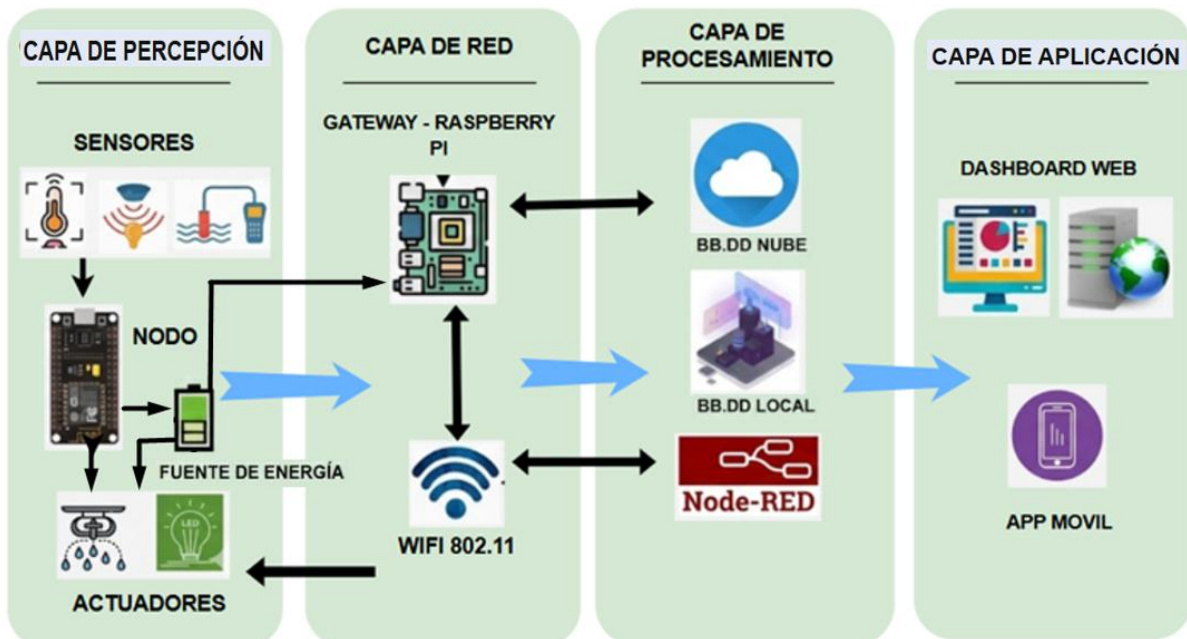 CAPA DE PERCEPCIÓN
SENSORES
NODO
FUENTE DE ENERGÍA
ACTUADORES
CAPA DE RED
GATEWAY - RASPBERRY
PI
WIFI 802.11
CAPA DE
PROCESAMIENTO
BB.DD NUBE
BB.DD LOCAL
Node-RED
CAPA DE APLICACIÓN
DASHBOARD WEB
APP MOVIL
LED